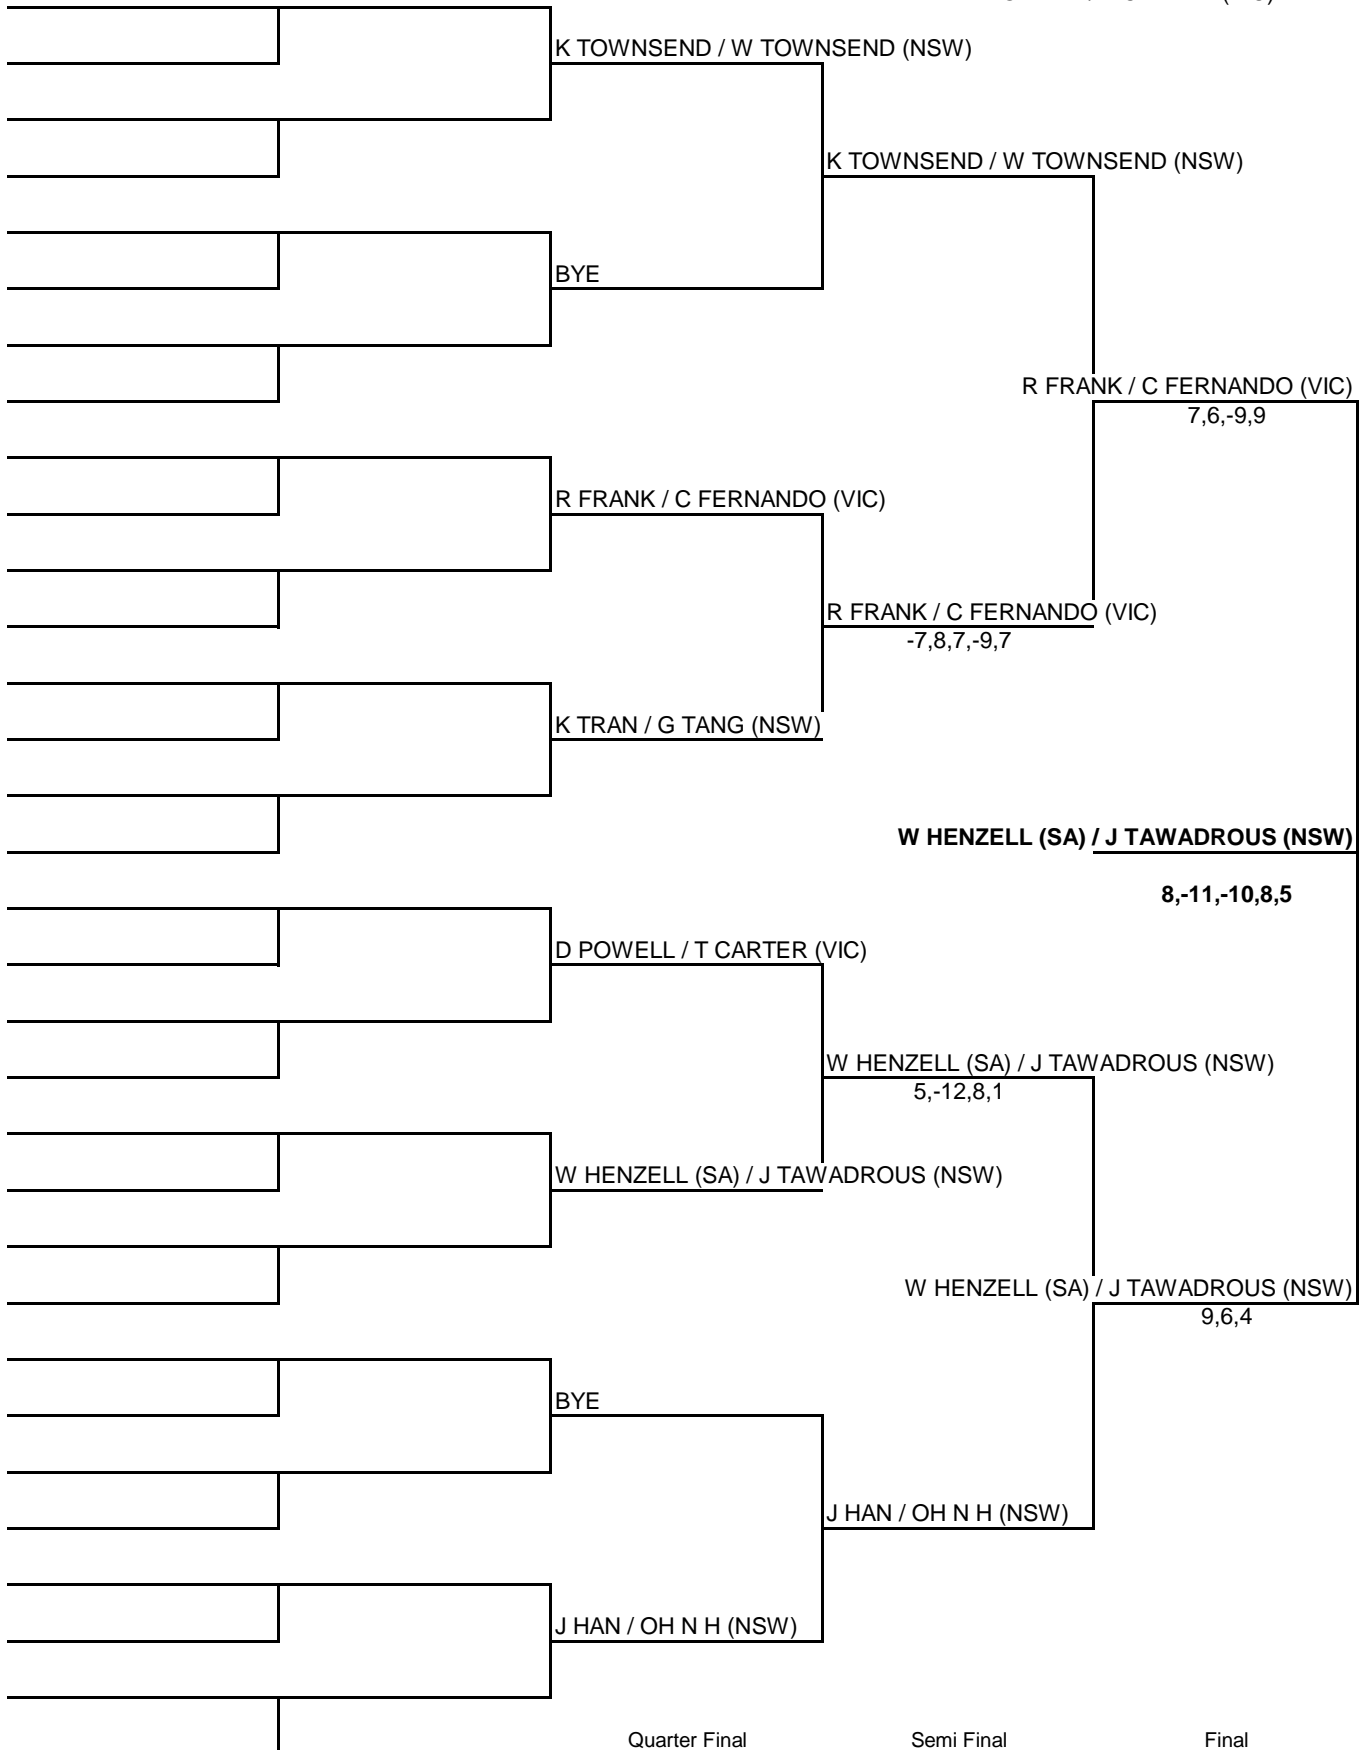 K TOWNSEND / W TOWNSEND (NSW)
K TOWNSEND / W TOWNSEND (NSW)
BYE
R FRANK / C FERNANDO (VIC)
7,6,-9,9
R FRANK / C FERNANDO (VIC)
R FRANK / C FERNANDO (VIC)
-7,8,7,-9,7
K TRAN / G TANG (NSW)
W HENZELL (SA) / J TAWADROUS (NSW)
8,-11,-10,8,5
D POWELL / T CARTER (VIC)
W HENZELL (SA) / J TAWADROUS (NSW)
5,-12,8,1
W HENZELL (SA) / J TAWADROUS (NSW)
W HENZELL (SA) / J TAWADROUS (NSW)
9,6,4
BYE
J HAN / OH N H (NSW)
J HAN / OH N H (NSW)
Quarter Final Semi Final Final